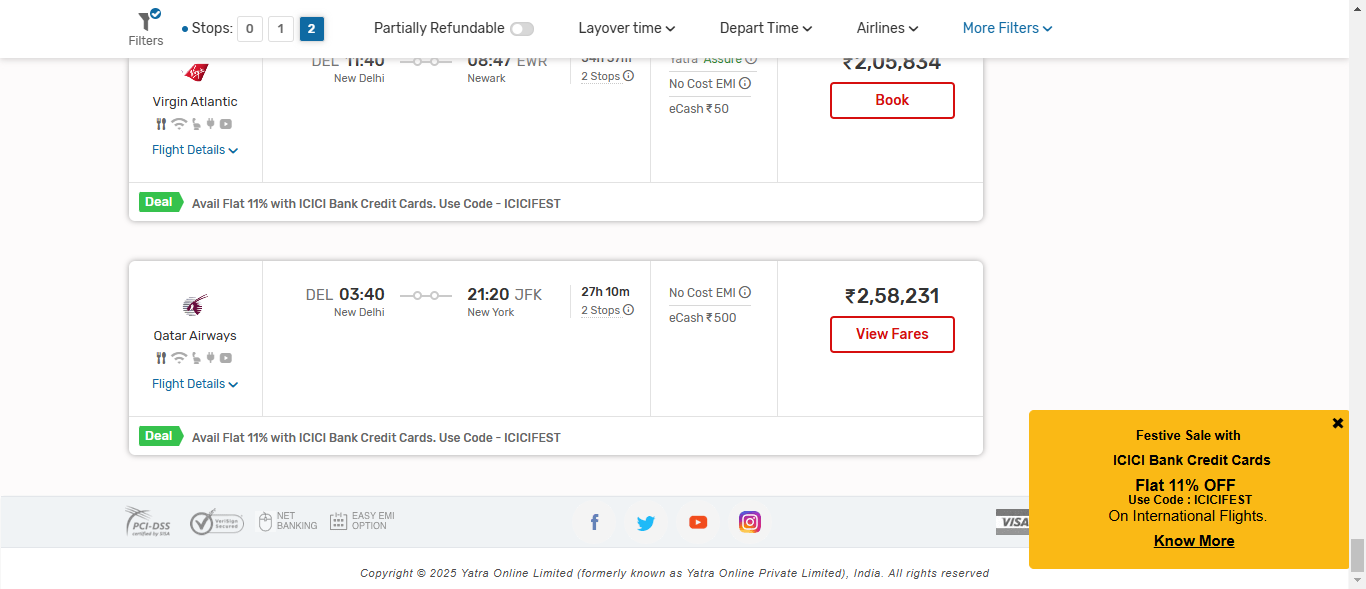 Filters
Stops: 0 1 2
Partially Refundable
Layover time
Depart Time
Airlines
More Filters
Virgin Atlantic
Flight Details
DEL 11:40
New Delhi
08:47 EWR
Newark
34h 37m
2 Stops
Yatra Assure
No Cost EMI
eCash ₹50
₹2,05,834
Book
Deal Avail Flat 11% with ICICI Bank Credit Cards. Use Code - ICICIFEST
Qatar Airways
Flight Details
DEL 03:40
New Delhi
21:20 JFK
New York
27h 10m
2 Stops
No Cost EMI
eCash ₹500
₹2,58,231
View Fares
Deal Avail Flat 11% with ICICI Bank Credit Cards. Use Code - ICICIFEST
Festive Sale with
ICICI Bank Credit Cards
Flat 11% OFF
Use Code : ICICIFEST
On International Flights.
Know More
PCI-DSS
certified by SISA
VeriSign
Secured
NET
BANKING
EASY EMI
OPTION
VISA
Copyright © 2025 Yatra Online Limited (formerly known as Yatra Online Private Limited), India. All rights reserved